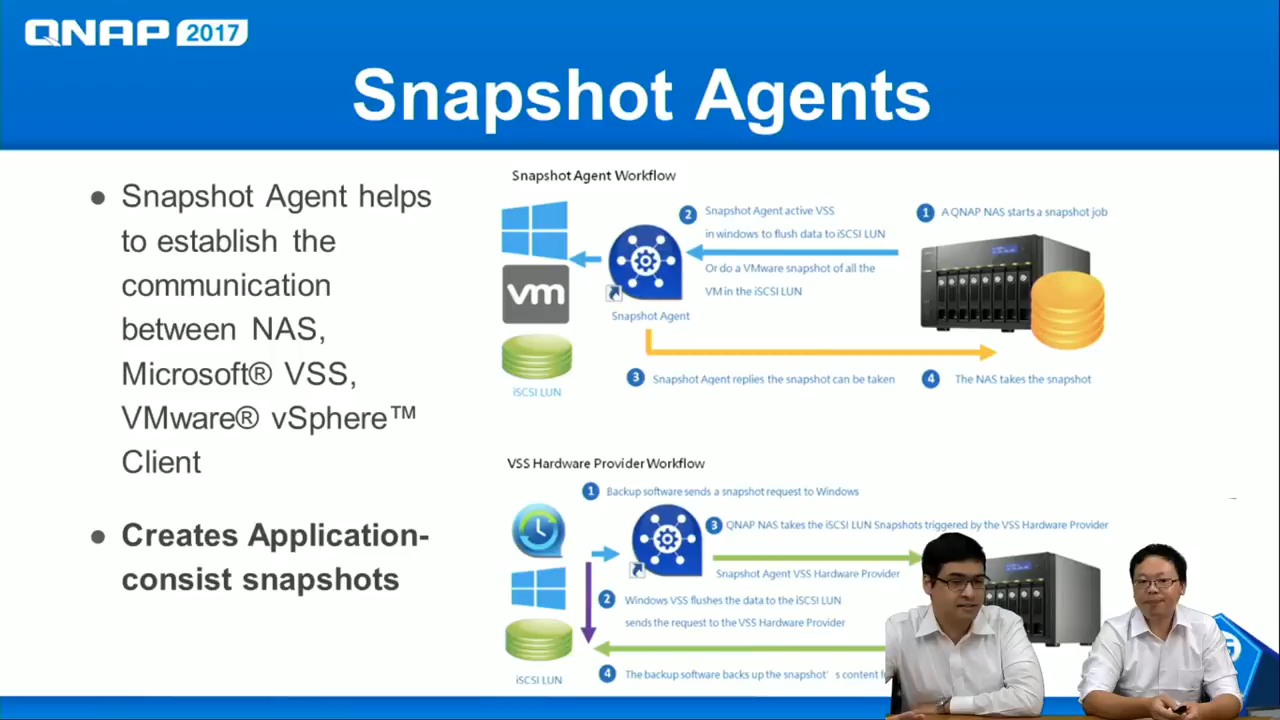 QNAP 2017
Snapshot Agents
● Snapshot Agent helps
to establish the
communication
between NAS,
Microsoft® VSS,
VMware® vSphere™
Client
● Creates Application-
consist snapshots
Snapshot Agent Workflow
1 A QNAP NAS starts a snapshot job
2 Snapshot Agent active VSS
in windows to flush data to iSCSI LUN
Or do a VMware snapshot of all the
VM in the iSCSI LUN
vm
Snapshot Agent
iSCSI LUN
3 Snapshot Agent replies the snapshot can be taken
4 The NAS takes the snapshot
VSS Hardware Provider Workflow
1 Backup software sends a snapshot request to Windows
3 QNAP NAS takes the iSCSI LUN Snapshots triggered by the VSS Hardware Provider
Snapshot Agent VSS Hardware Provider
2 Windows VSS flushes the data to the iSCSI LUN
sends the request to the VSS Hardware Provider
4 The backup software backs up the snapshot's content
iSCSI LUN